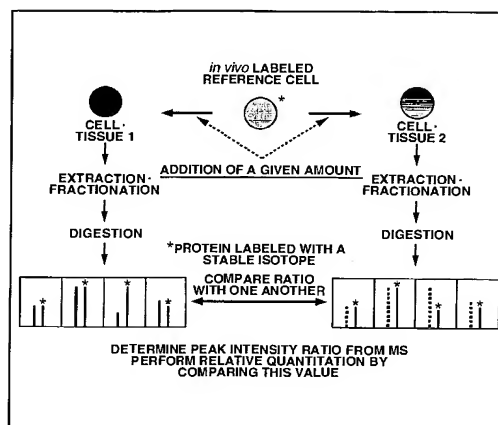 in vivo LABELED
REFERENCE CELL
*
CELL·
TISSUE 1
CELL·
TISSUE 2
ADDITION OF A GIVEN AMOUNT
EXTRACTION·
FRACTIONATION
EXTRACTION·
FRACTIONATION
DIGESTION
DIGESTION
*PROTEIN LABELED WITH A
STABLE ISOTOPE
* * * *
COMPARE RATIO
WITH ONE ANOTHER
* * * *
DETERMINE PEAK INTENSITY RATIO FROM MS
PERFORM RELATIVE QUANTITATION BY
COMPARING THIS VALUE